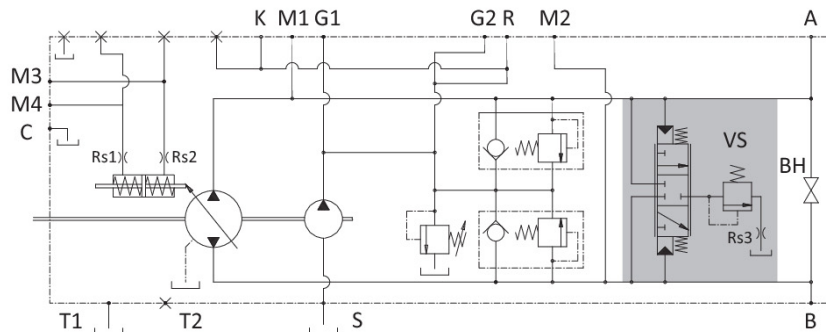 K M1 G1 G2 R M2 A
M3
M4
C
Rs1 Rs2
VS
BH
Rs3
T1 T2 S B